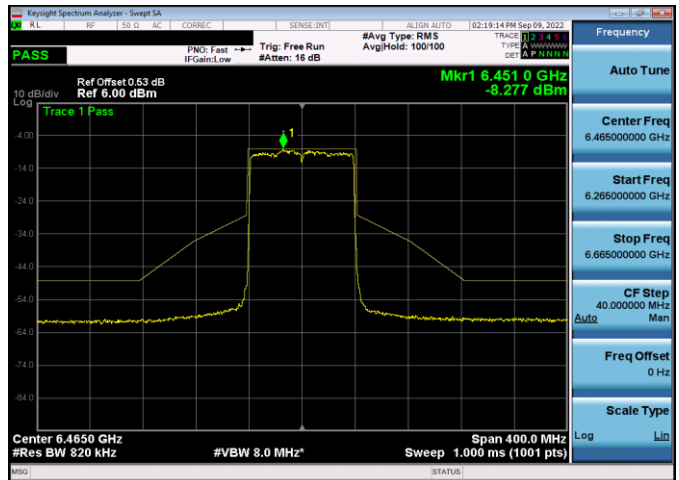 Keysight Spectrum Analyzer - Swept SA
RL RF 50 Ω AC CORREC SENSE:INT ALIGN AUTO 02:19:14 PM Sep 09, 2022
Frequency
PASS
PNO: Fast
IFGain:Low
Trig: Free Run
#Atten: 16 dB
#Avg Type: RMS
Avg|Hold: 100/100
TRACE 1 2 3 4 5 6
TYPE A WWWWW
DET A P N N N N
Auto Tune
Ref Offset 0.53 dB
10 dB/div Ref 6.00 dBm
Log
Mkr1 6.451 0 GHz
-8.277 dBm
Trace 1 Pass
1
-4.00
-14.0
-24.0
-34.0
-44.0
-54.0
-64.0
-74.0
-84.0
Center Freq
6.465000000 GHz
Start Freq
6.265000000 GHz
Stop Freq
6.665000000 GHz
CF Step
40.000000 MHz
Auto Man
Freq Offset
0 Hz
Scale Type
Log Lin
Center 6.4650 GHz Span 400.0 MHz
#Res BW 820 kHz #VBW 8.0 MHz* Sweep 1.000 ms (1001 pts)
MSG STATUS